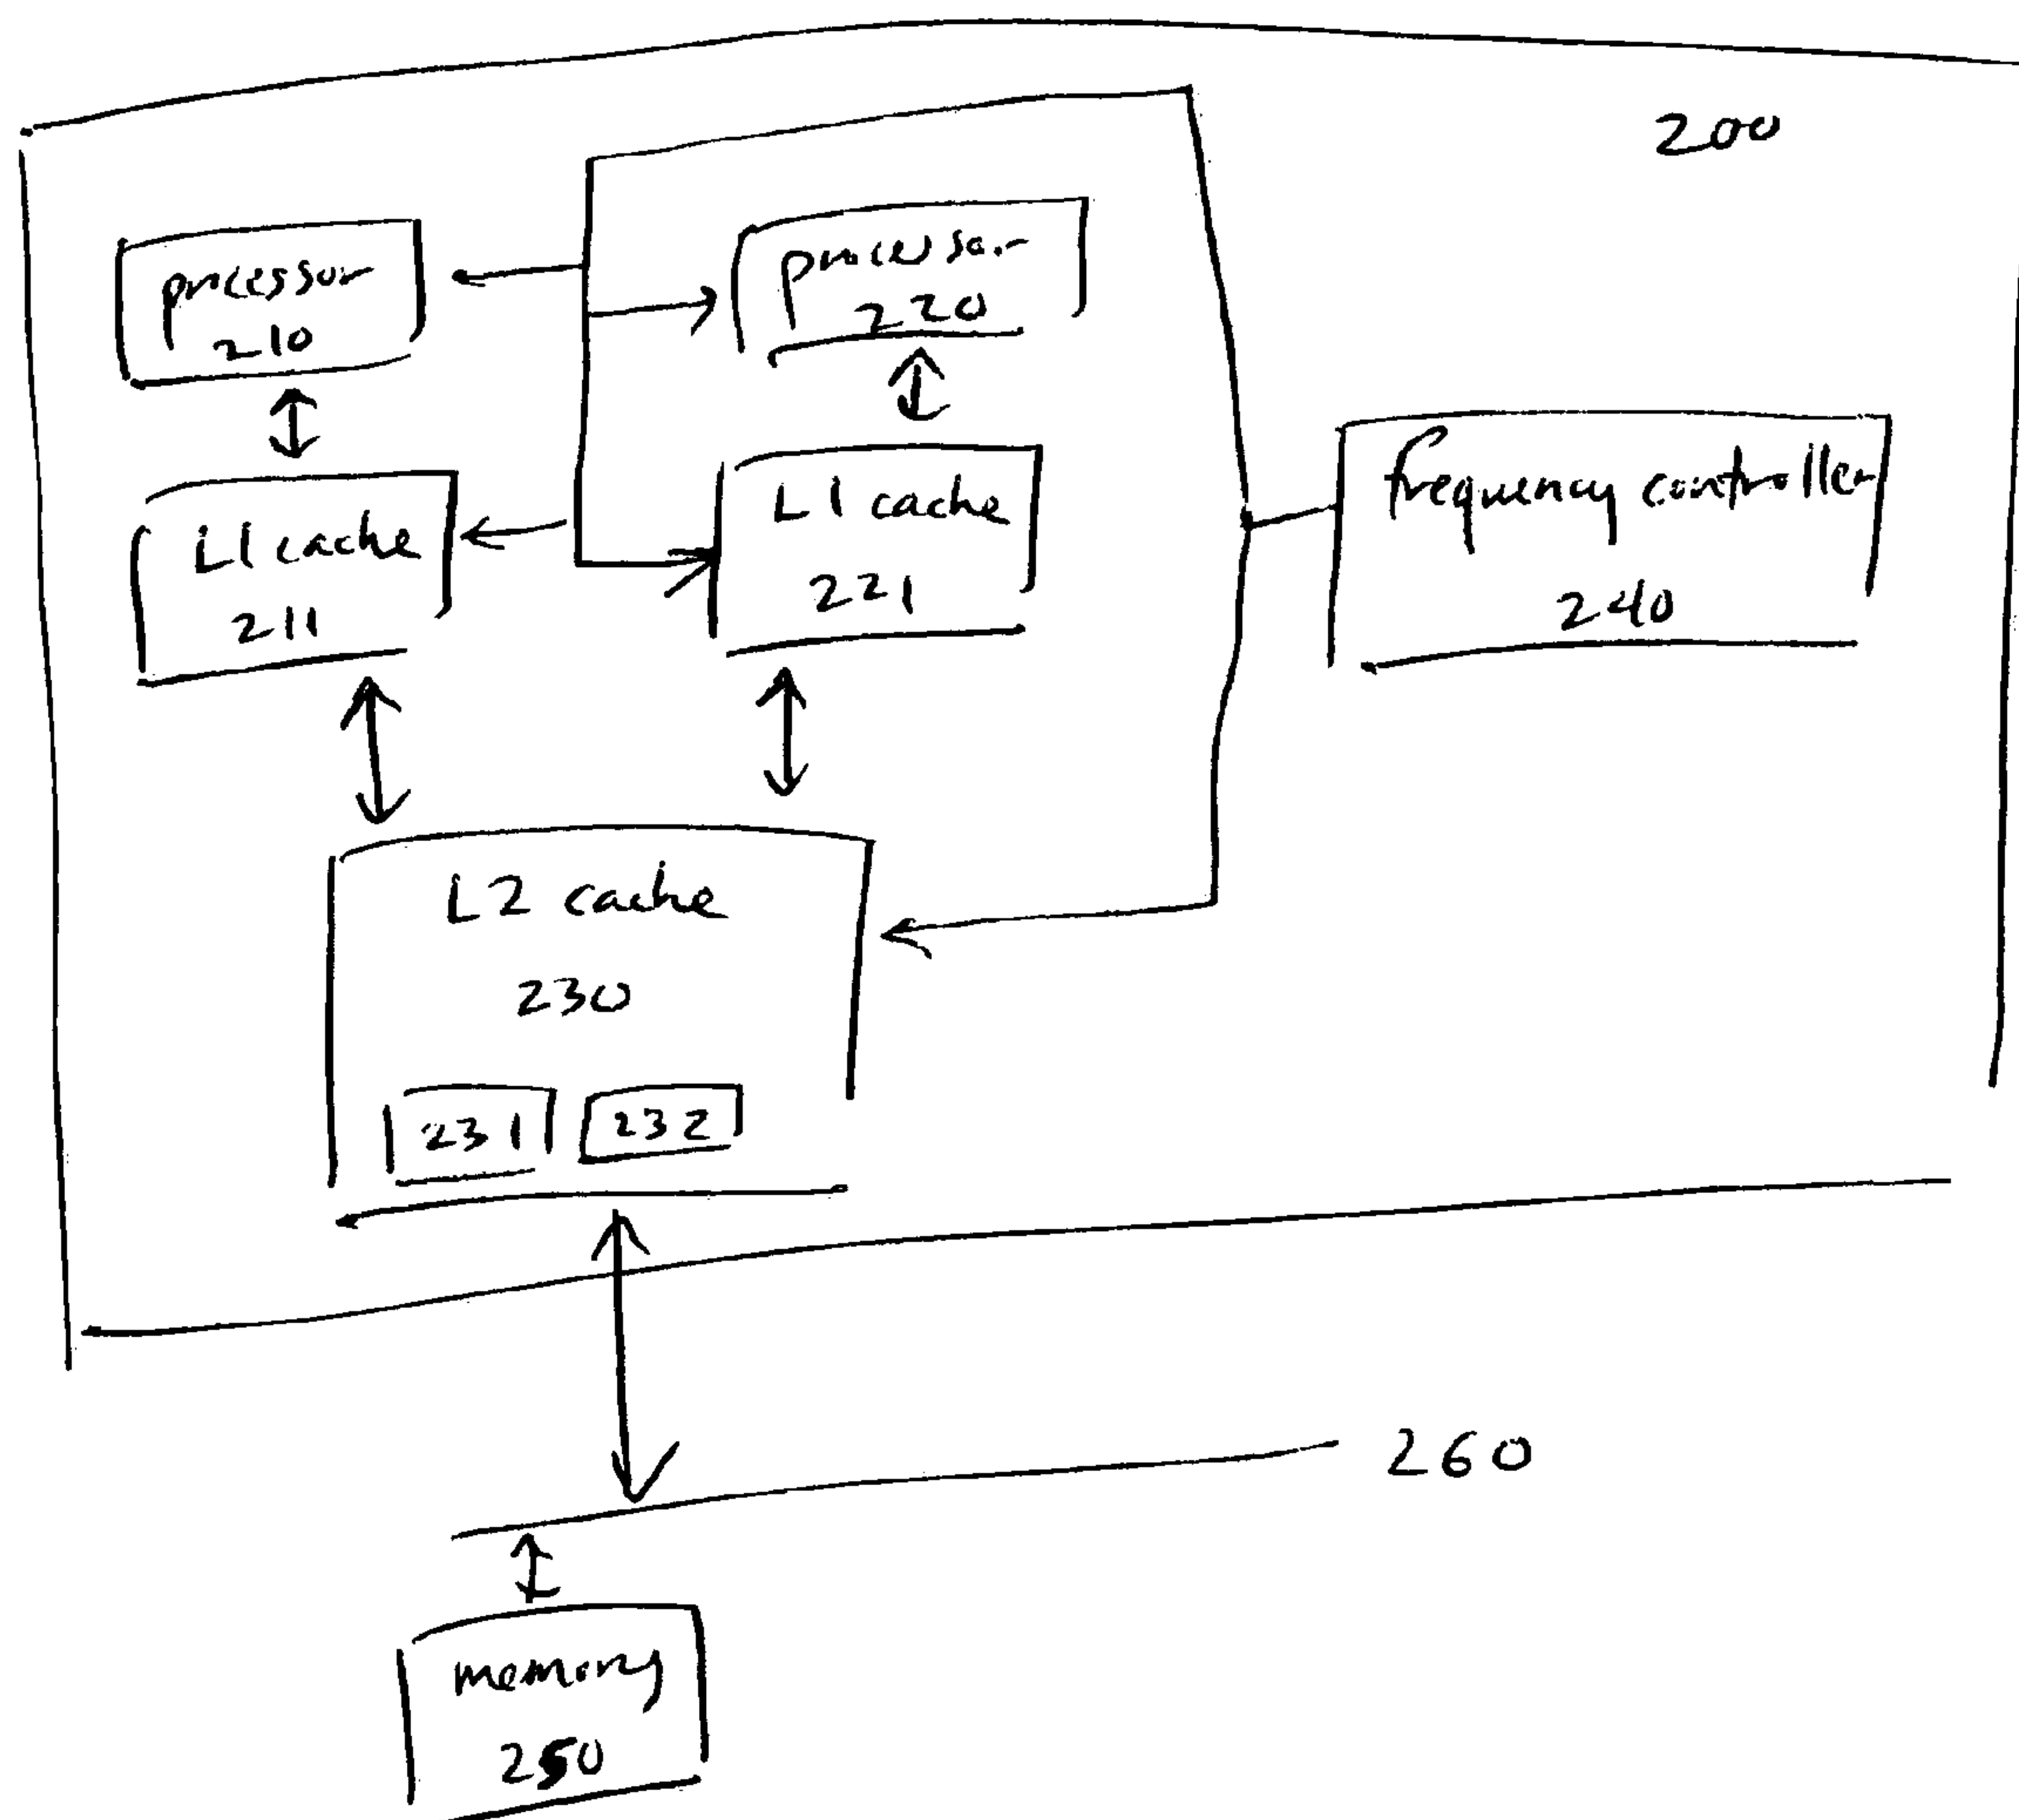 200
processor
210
processor
220
L1 cache
211
L1 cache
221
frequency controller
240
L2 cache
230
231
232
260
memory
250